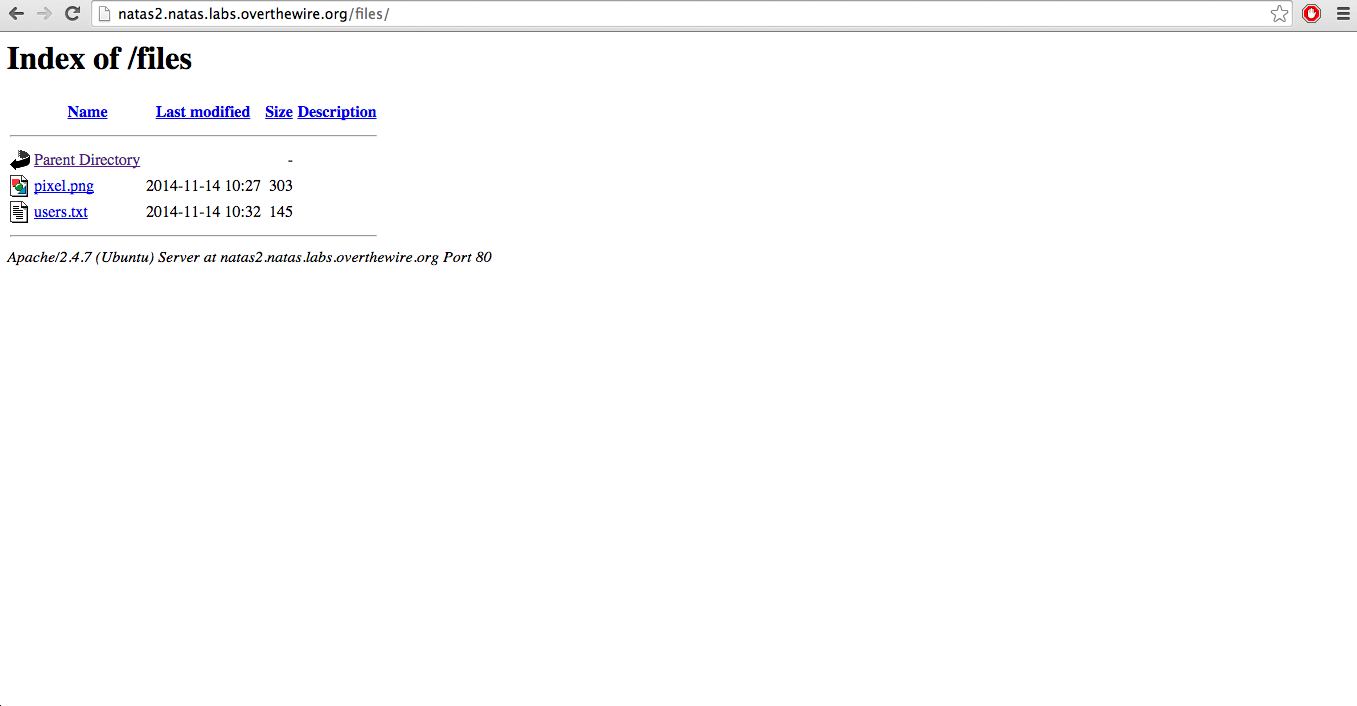 natas2.natas.labs.overthewire.org/files/
Index of /files
Name Last modified Size Description
Parent Directory -
pixel.png 2014-11-14 10:27 303
users.txt 2014-11-14 10:32 145
Apache/2.4.7 (Ubuntu) Server at natas2.natas.labs.overthewire.org Port 80